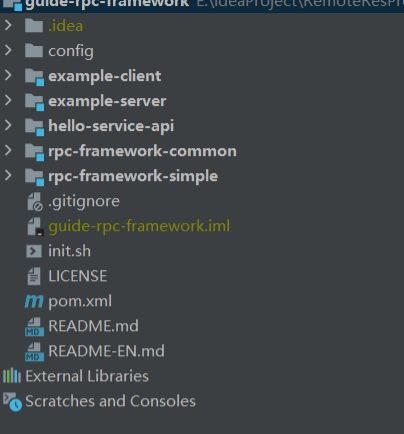 guide-rpc-framework E:\IdeaProject\RemoteResPro
.idea
config
example-client
example-server
hello-service-api
rpc-framework-common
rpc-framework-simple
.gitignore
guide-rpc-framework.iml
init.sh
LICENSE
pom.xml
README.md
README-EN.md
External Libraries
Scratches and Consoles